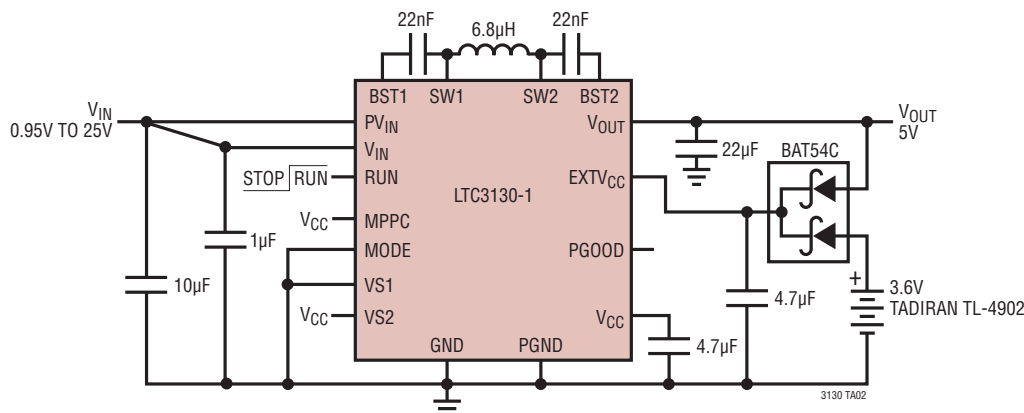 22nF
6.8µH
22nF
BST1
SW1
SW2
BST2
VIN
0.95V TO 25V
PVIN
VOUT
VOUT
5V
VIN
22µF
BAT54C
STOP RUN
RUN
LTC3130-1
EXTVCC
VCC
MPPC
1µF
MODE
PGOOD
10µF
VS1
4.7µF
+
3.6V
TADIRAN TL-4902
VCC
VS2
VCC
GND
PGND
4.7µF
3130 TA02